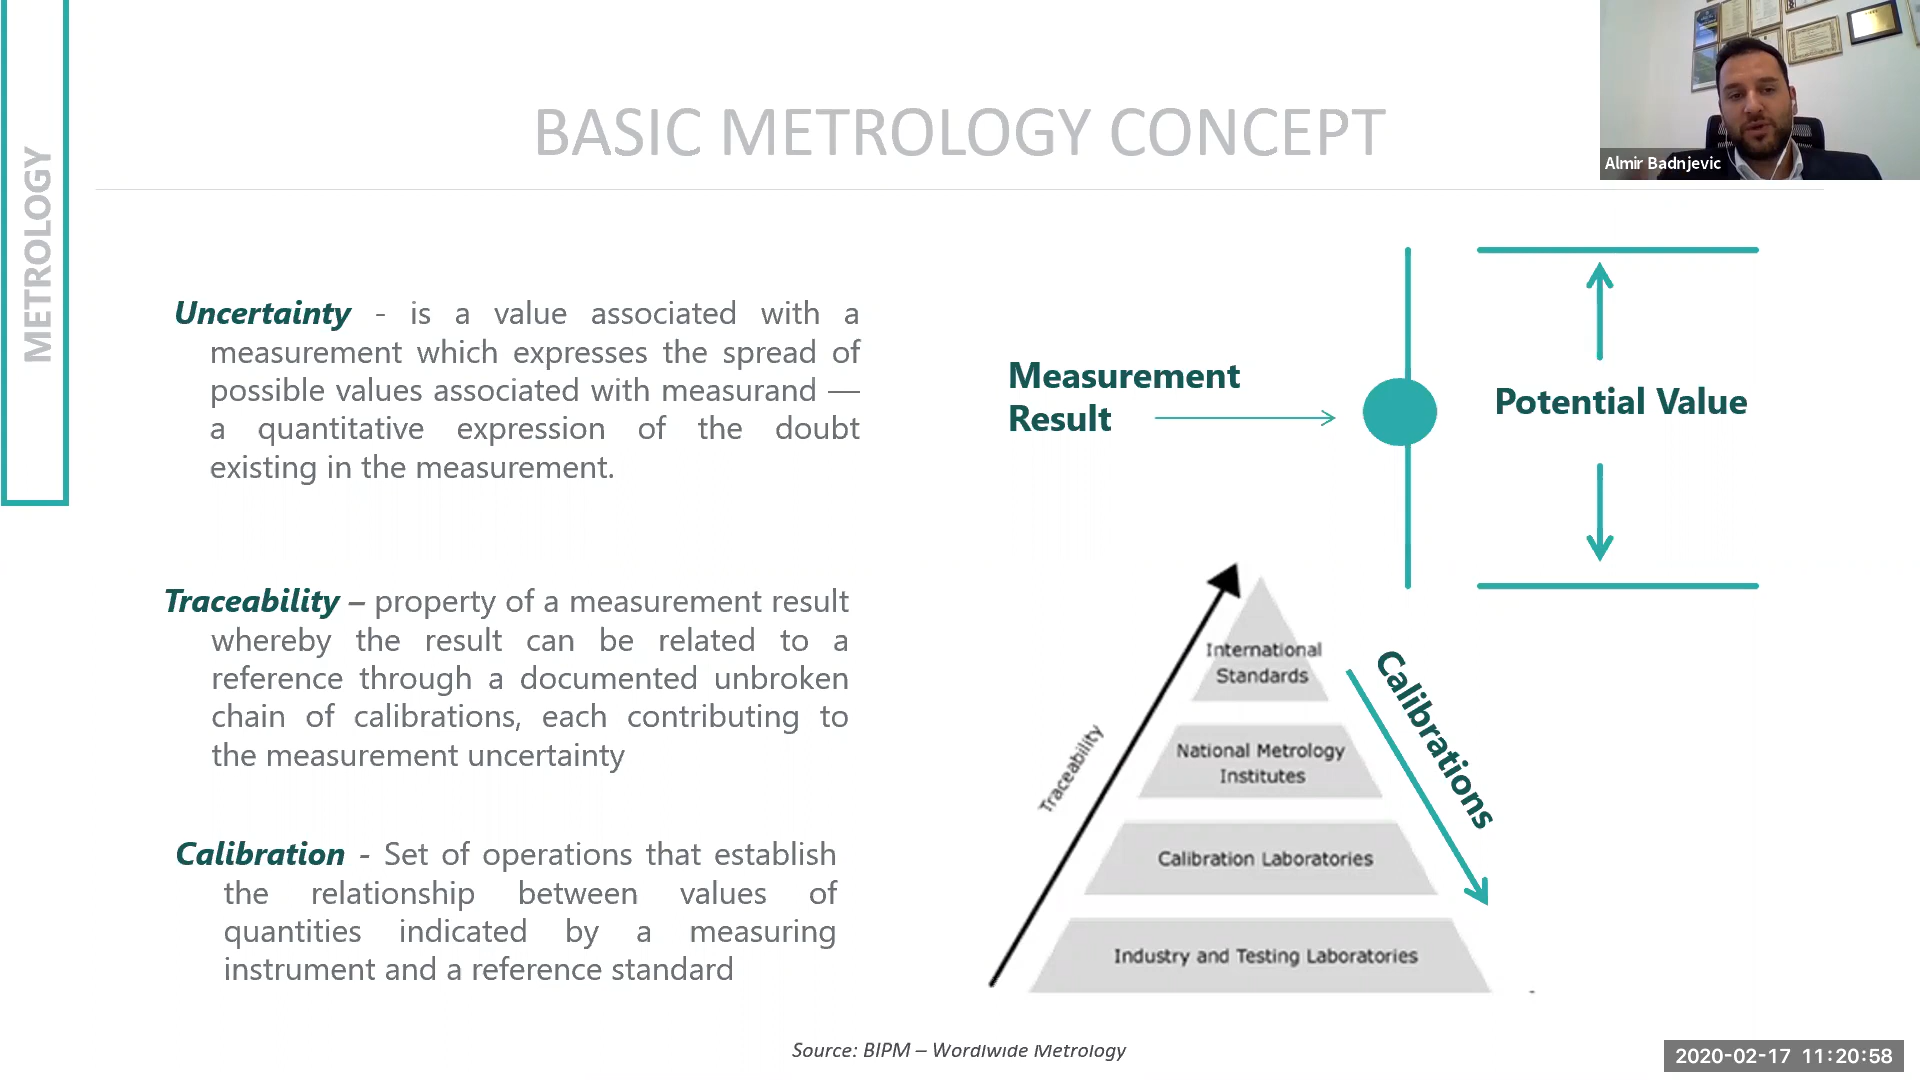 METROLOGY
BASIC METROLOGY CONCEPT
Almir Badnjevic
Uncertainty - is a value associated with a
measurement which expresses the spread of
possible values associated with measurand —
a quantitative expression of the doubt
existing in the measurement.
Measurement
Result
Potential Value
Traceability – property of a measurement result
whereby the result can be related to a
reference through a documented unbroken
chain of calibrations, each contributing to
the measurement uncertainty
Calibration - Set of operations that establish
the relationship between values of
quantities indicated by a measuring
instrument and a reference standard
Traceability
International
Standards
National Metrology
Institutes
Calibration Laboratories
Industry and Testing Laboratories
Calibrations
Source: BIPM – Wordlwide Metrology
2020-02-17 11:20:58